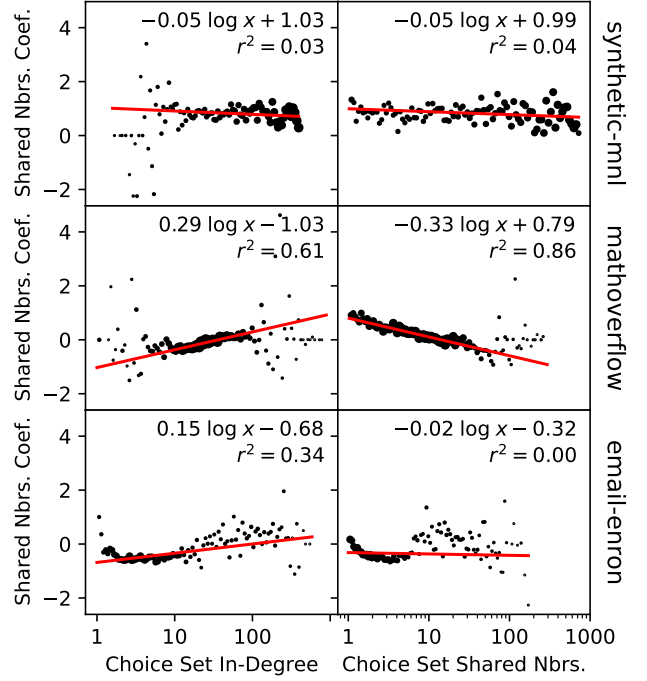 −0.05 log x + 1.03
r² = 0.03
−0.05 log x + 0.99
r² = 0.04
Shared Nbrs. Coef.
4
2
0
−2
synthetic-mnl
0.29 log x − 1.03
r² = 0.61
−0.33 log x + 0.79
r² = 0.86
Shared Nbrs. Coef.
4
2
0
−2
mathoverflow
0.15 log x − 0.68
r² = 0.34
−0.02 log x − 0.32
r² = 0.00
Shared Nbrs. Coef.
4
2
0
−2
email-enron
1 10 100
1 10 100 1000
Choice Set In-Degree
Choice Set Shared Nbrs.